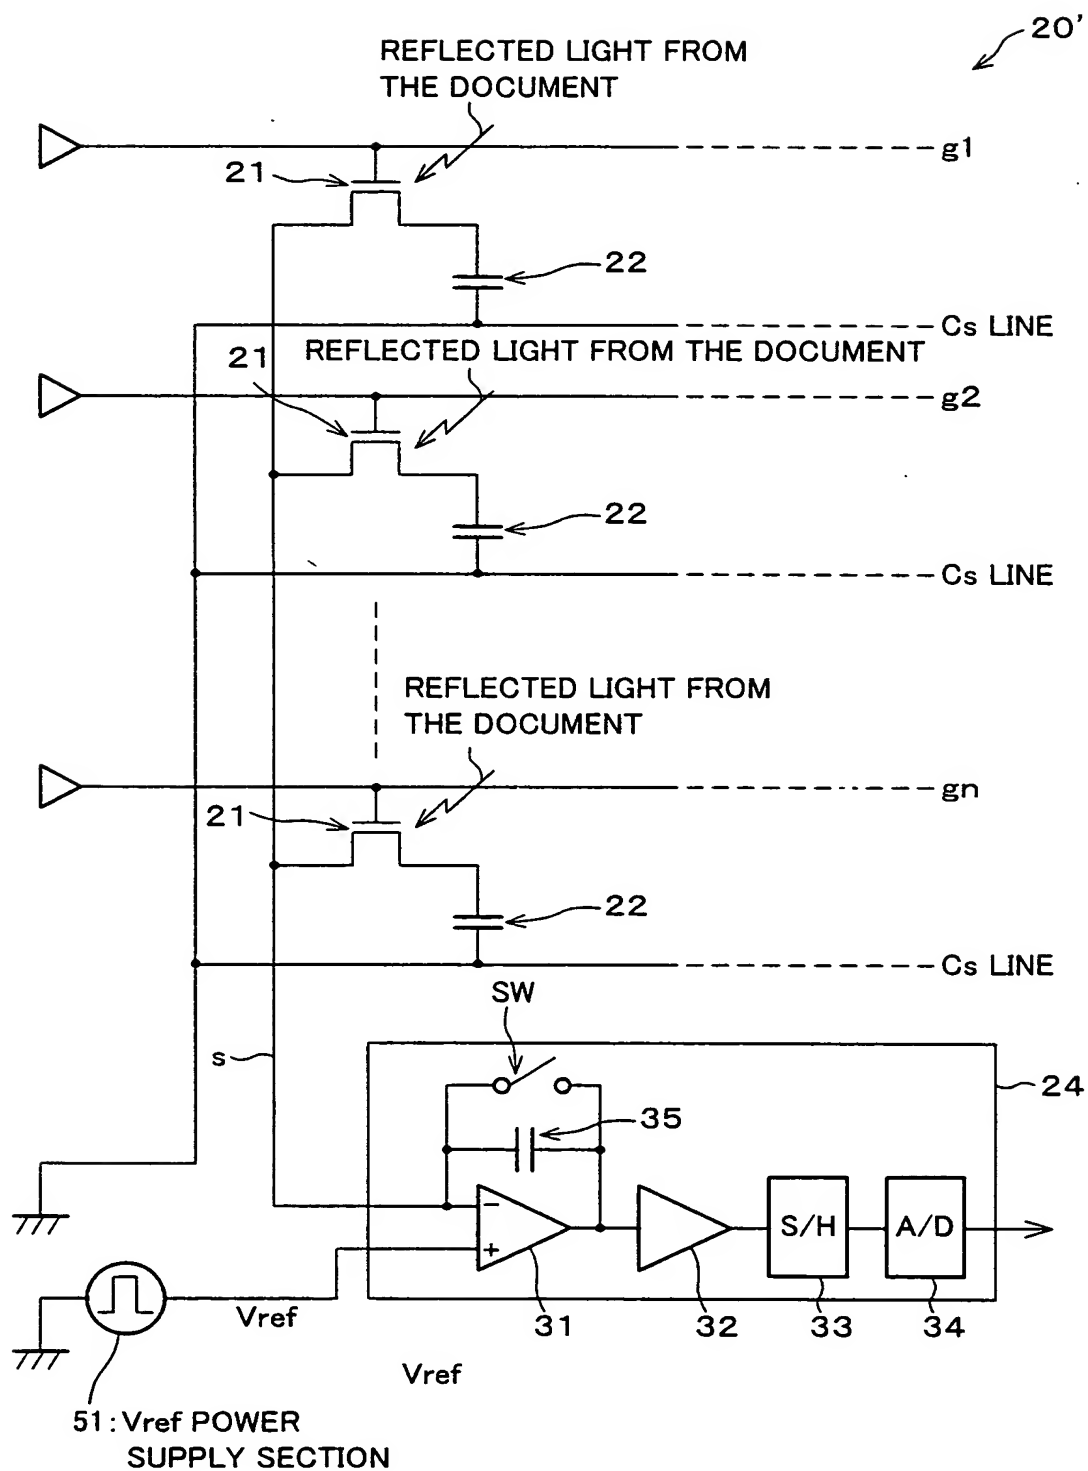 20'
REFLECTED LIGHT FROM
THE DOCUMENT
g1
21
22
Cs LINE
21
REFLECTED LIGHT FROM THE DOCUMENT
g2
21
22
Cs LINE
REFLECTED LIGHT FROM
THE DOCUMENT
gn
21
22
Cs LINE
SW
s
24
35
−
+
S/H
A/D
Vref
31
32
33
34
Vref
51: Vref POWER
SUPPLY SECTION